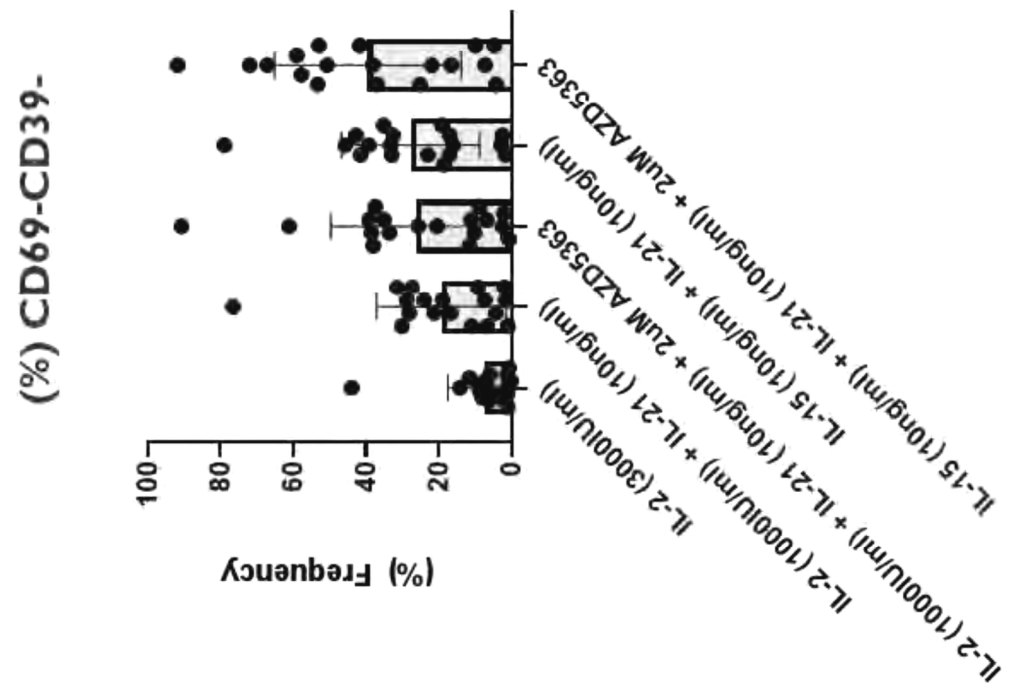 (%) CD69-CD39-
(%) Frequency
100
80
60
40
20
0
IL-2 (3000IU/ml)
IL-2 (1000IU/ml) + IL-21 (10ng/ml)
IL-2 (1000IU/ml) + IL-21 (10ng/ml) + 2uM AZD5363
IL-15 (10ng/ml) + IL-21 (10ng/ml)
IL-15 (10ng/ml) + IL-21 (10ng/ml) + 2uM AZD5363